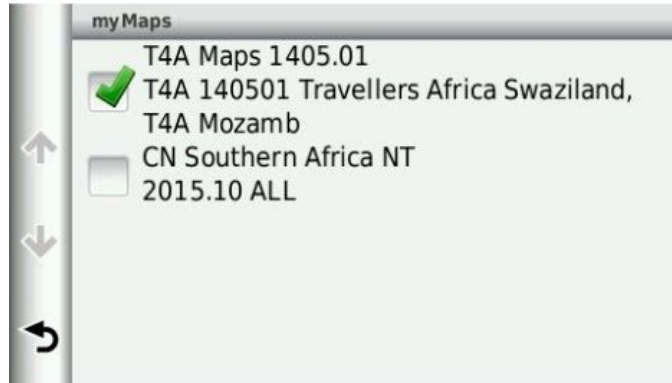 myMaps
T4A Maps 1405.01
T4A 140501 Travellers Africa Swaziland,
T4A Mozamb
CN Southern Africa NT
2015.10 ALL